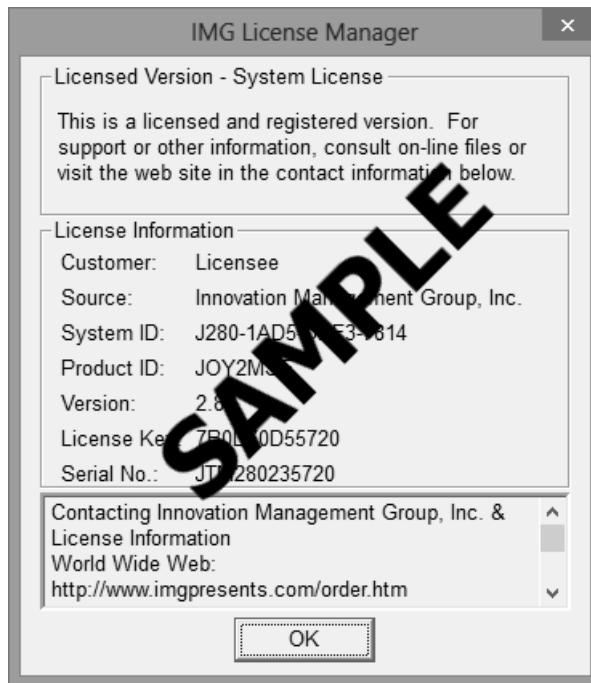 IMG License Manager
Licensed Version - System License
This is a licensed and registered version. For
support or other information, consult on-line files or
visit the web site in the contact information below.
License Information
Customer: Licensee
Source: Innovation Management Group, Inc.
System ID:
Product ID:
Version:
License Key:
Serial No.:
SAMPLE
Contacting Innovation Management Group, Inc. &
License Information
World Wide Web:
http://www.imgpresents.com/order.htm
OK